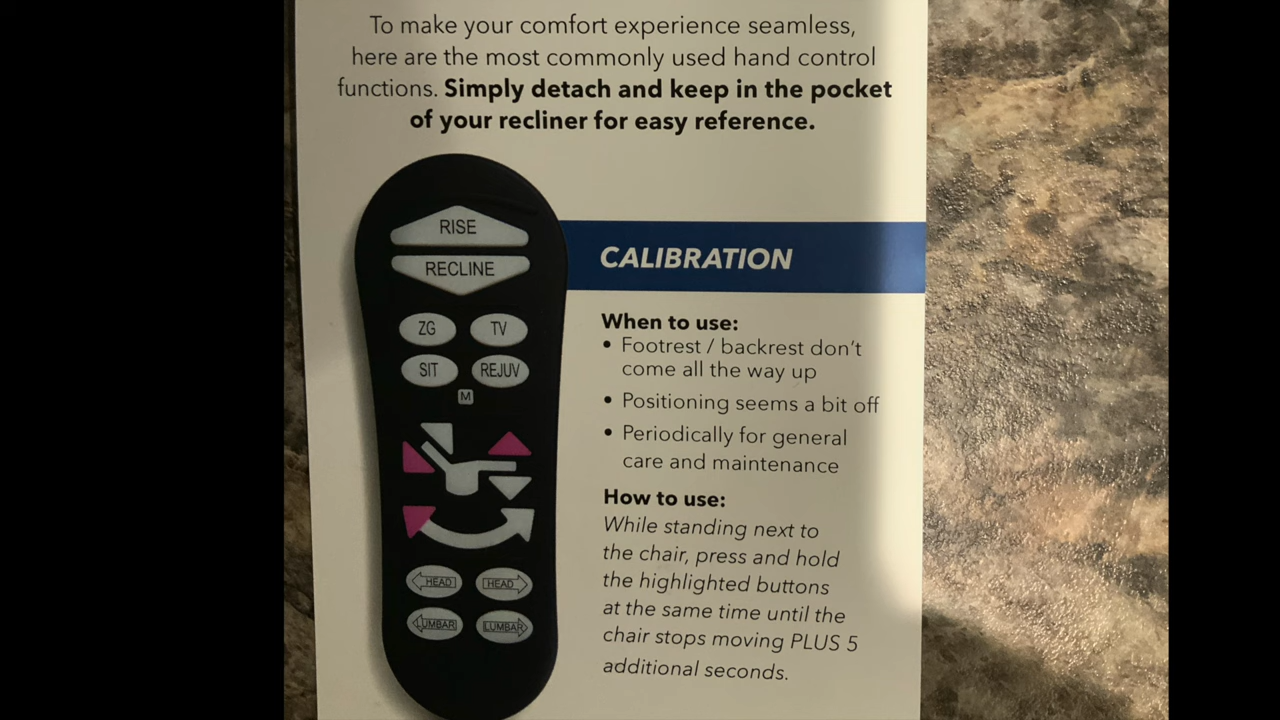 To make your comfort experience seamless,
here are the most commonly used hand control
functions. Simply detach and keep in the pocket
of your recliner for easy reference.
RISE
RECLINE
ZG TV
SIT REJUV
M
HEAD HEAD
LUMBAR LUMBAR
CALIBRATION
When to use:
• Footrest / backrest don't
come all the way up
• Positioning seems a bit off
• Periodically for general
care and maintenance
How to use:
While standing next to
the chair, press and hold
the highlighted buttons
at the same time until the
chair stops moving PLUS 5
additional seconds.